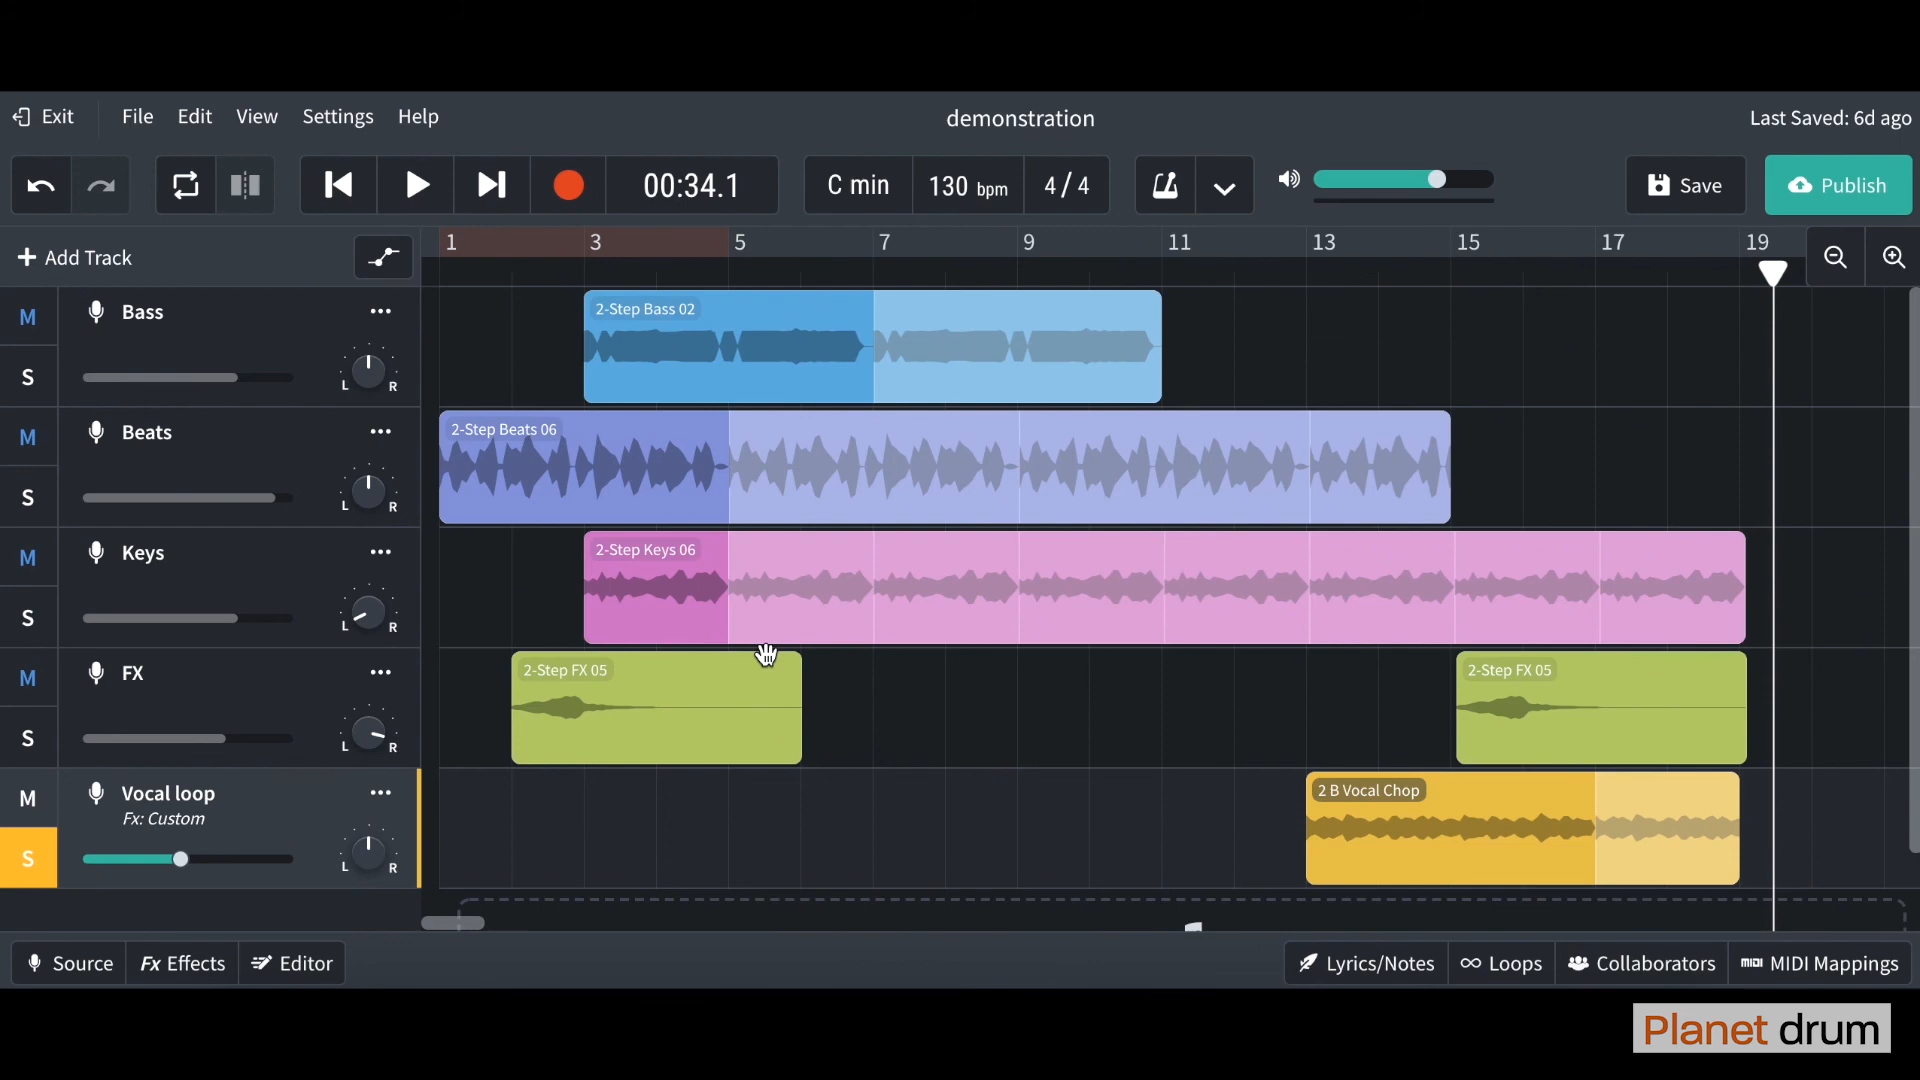 Exit File Edit View Settings Help demonstration Last Saved: 6d ago
00:34.1 C min 130 bpm 4 / 4 Save Publish
Add Track 1 3 5 7 9 11 13 15 17 19
M Bass 2-Step Bass 02
S L R
M Beats 2-Step Beats 06
S L R
M Keys 2-Step Keys 06
S L R
M FX 2-Step FX 05 2-Step FX 05
S L R
M Vocal loop 2 B Vocal Chop
Fx: Custom
S L R
Source Fx Effects Editor Lyrics/Notes Loops Collaborators MIDI MIDI Mappings
Planet drum